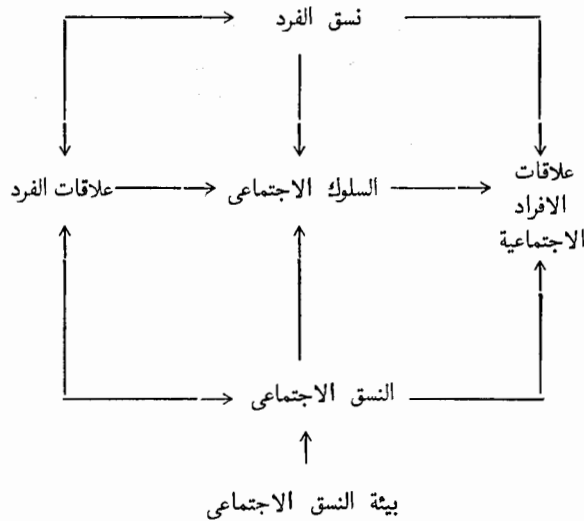 نسق الفرد
علاقات
الافراد
الاجتماعية
السلوك الاجتماعى
علاقات الفرد
النسق الاجتماعى
بيئة النسق الاجتماعى